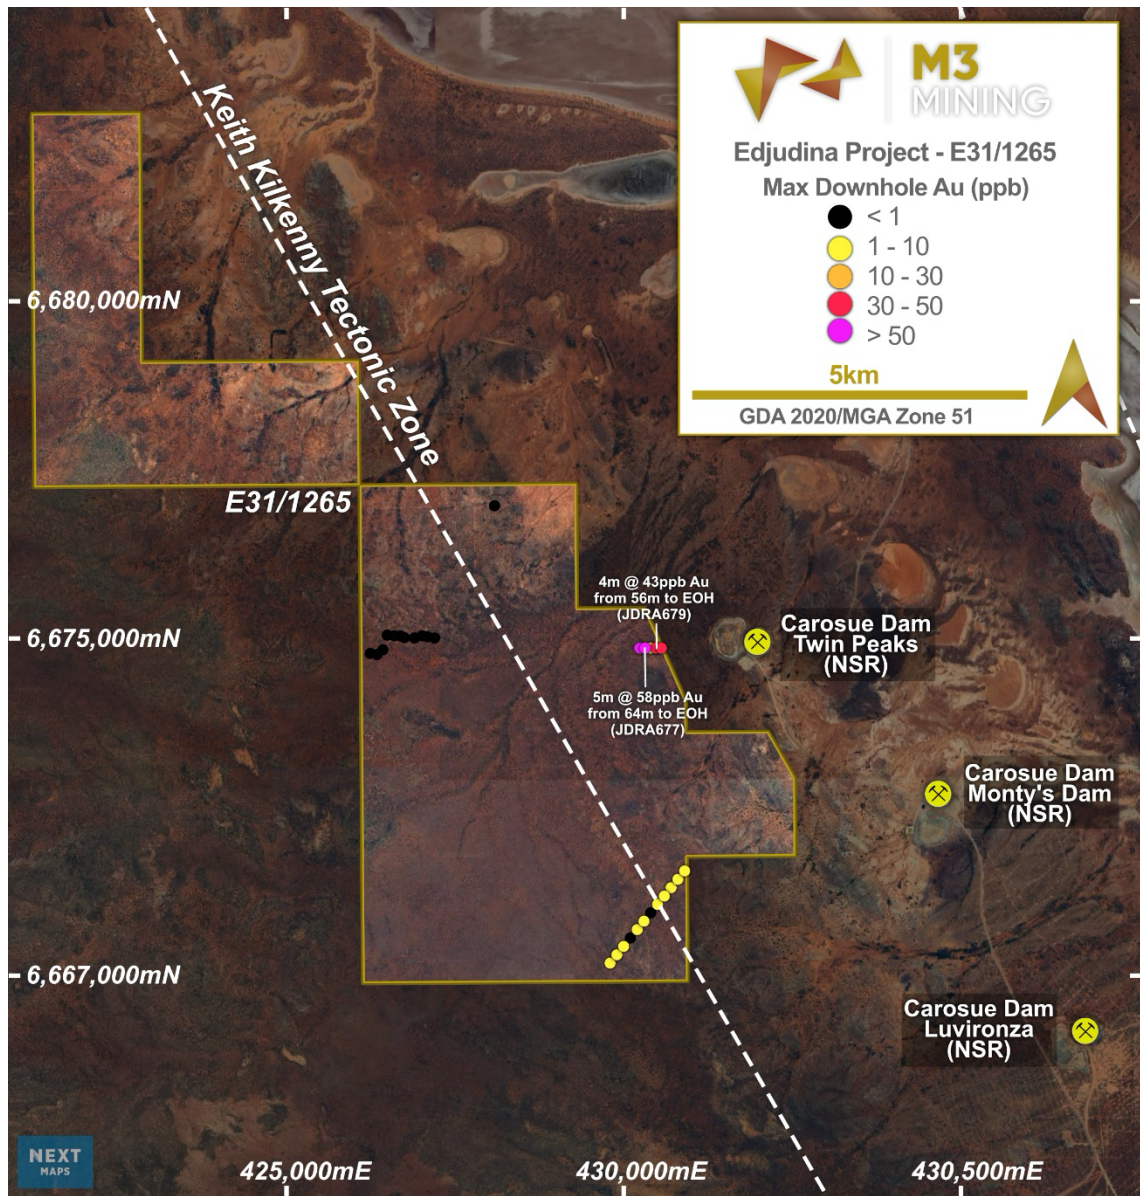 M3
MINING
Edjudina Project - E31/1265
Max Downhole Au (ppb)
< 1
1 - 10
10 - 30
30 - 50
> 50
5km
GDA 2020/MGA Zone 51
Keith Kilkenny Tectonic Zone
6,680,000mN
E31/1265
4m @ 43ppb Au
from 56m to EOH
(JDRA679)
Carosue Dam
Twin Peaks
(NSR)
6,675,000mN
5m @ 58ppb Au
from 64m to EOH
(JDRA677)
Carosue Dam
Monty's Dam
(NSR)
6,667,000mN
Carosue Dam
Luvironza
(NSR)
NEXT
MAPS
425,000mE
430,000mE
430,500mE